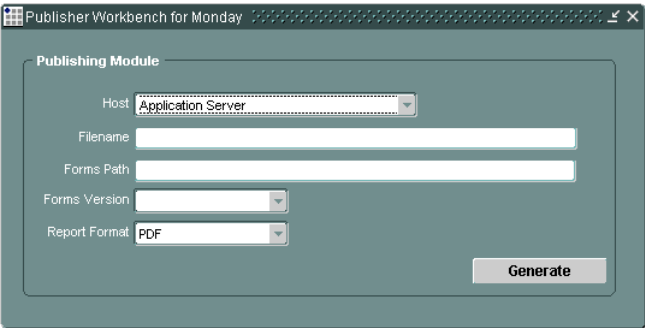 Publisher Workbench for Monday
Publishing Module
Host Application Server
Filename
Forms Path
Forms Version
Report Format PDF
Generate